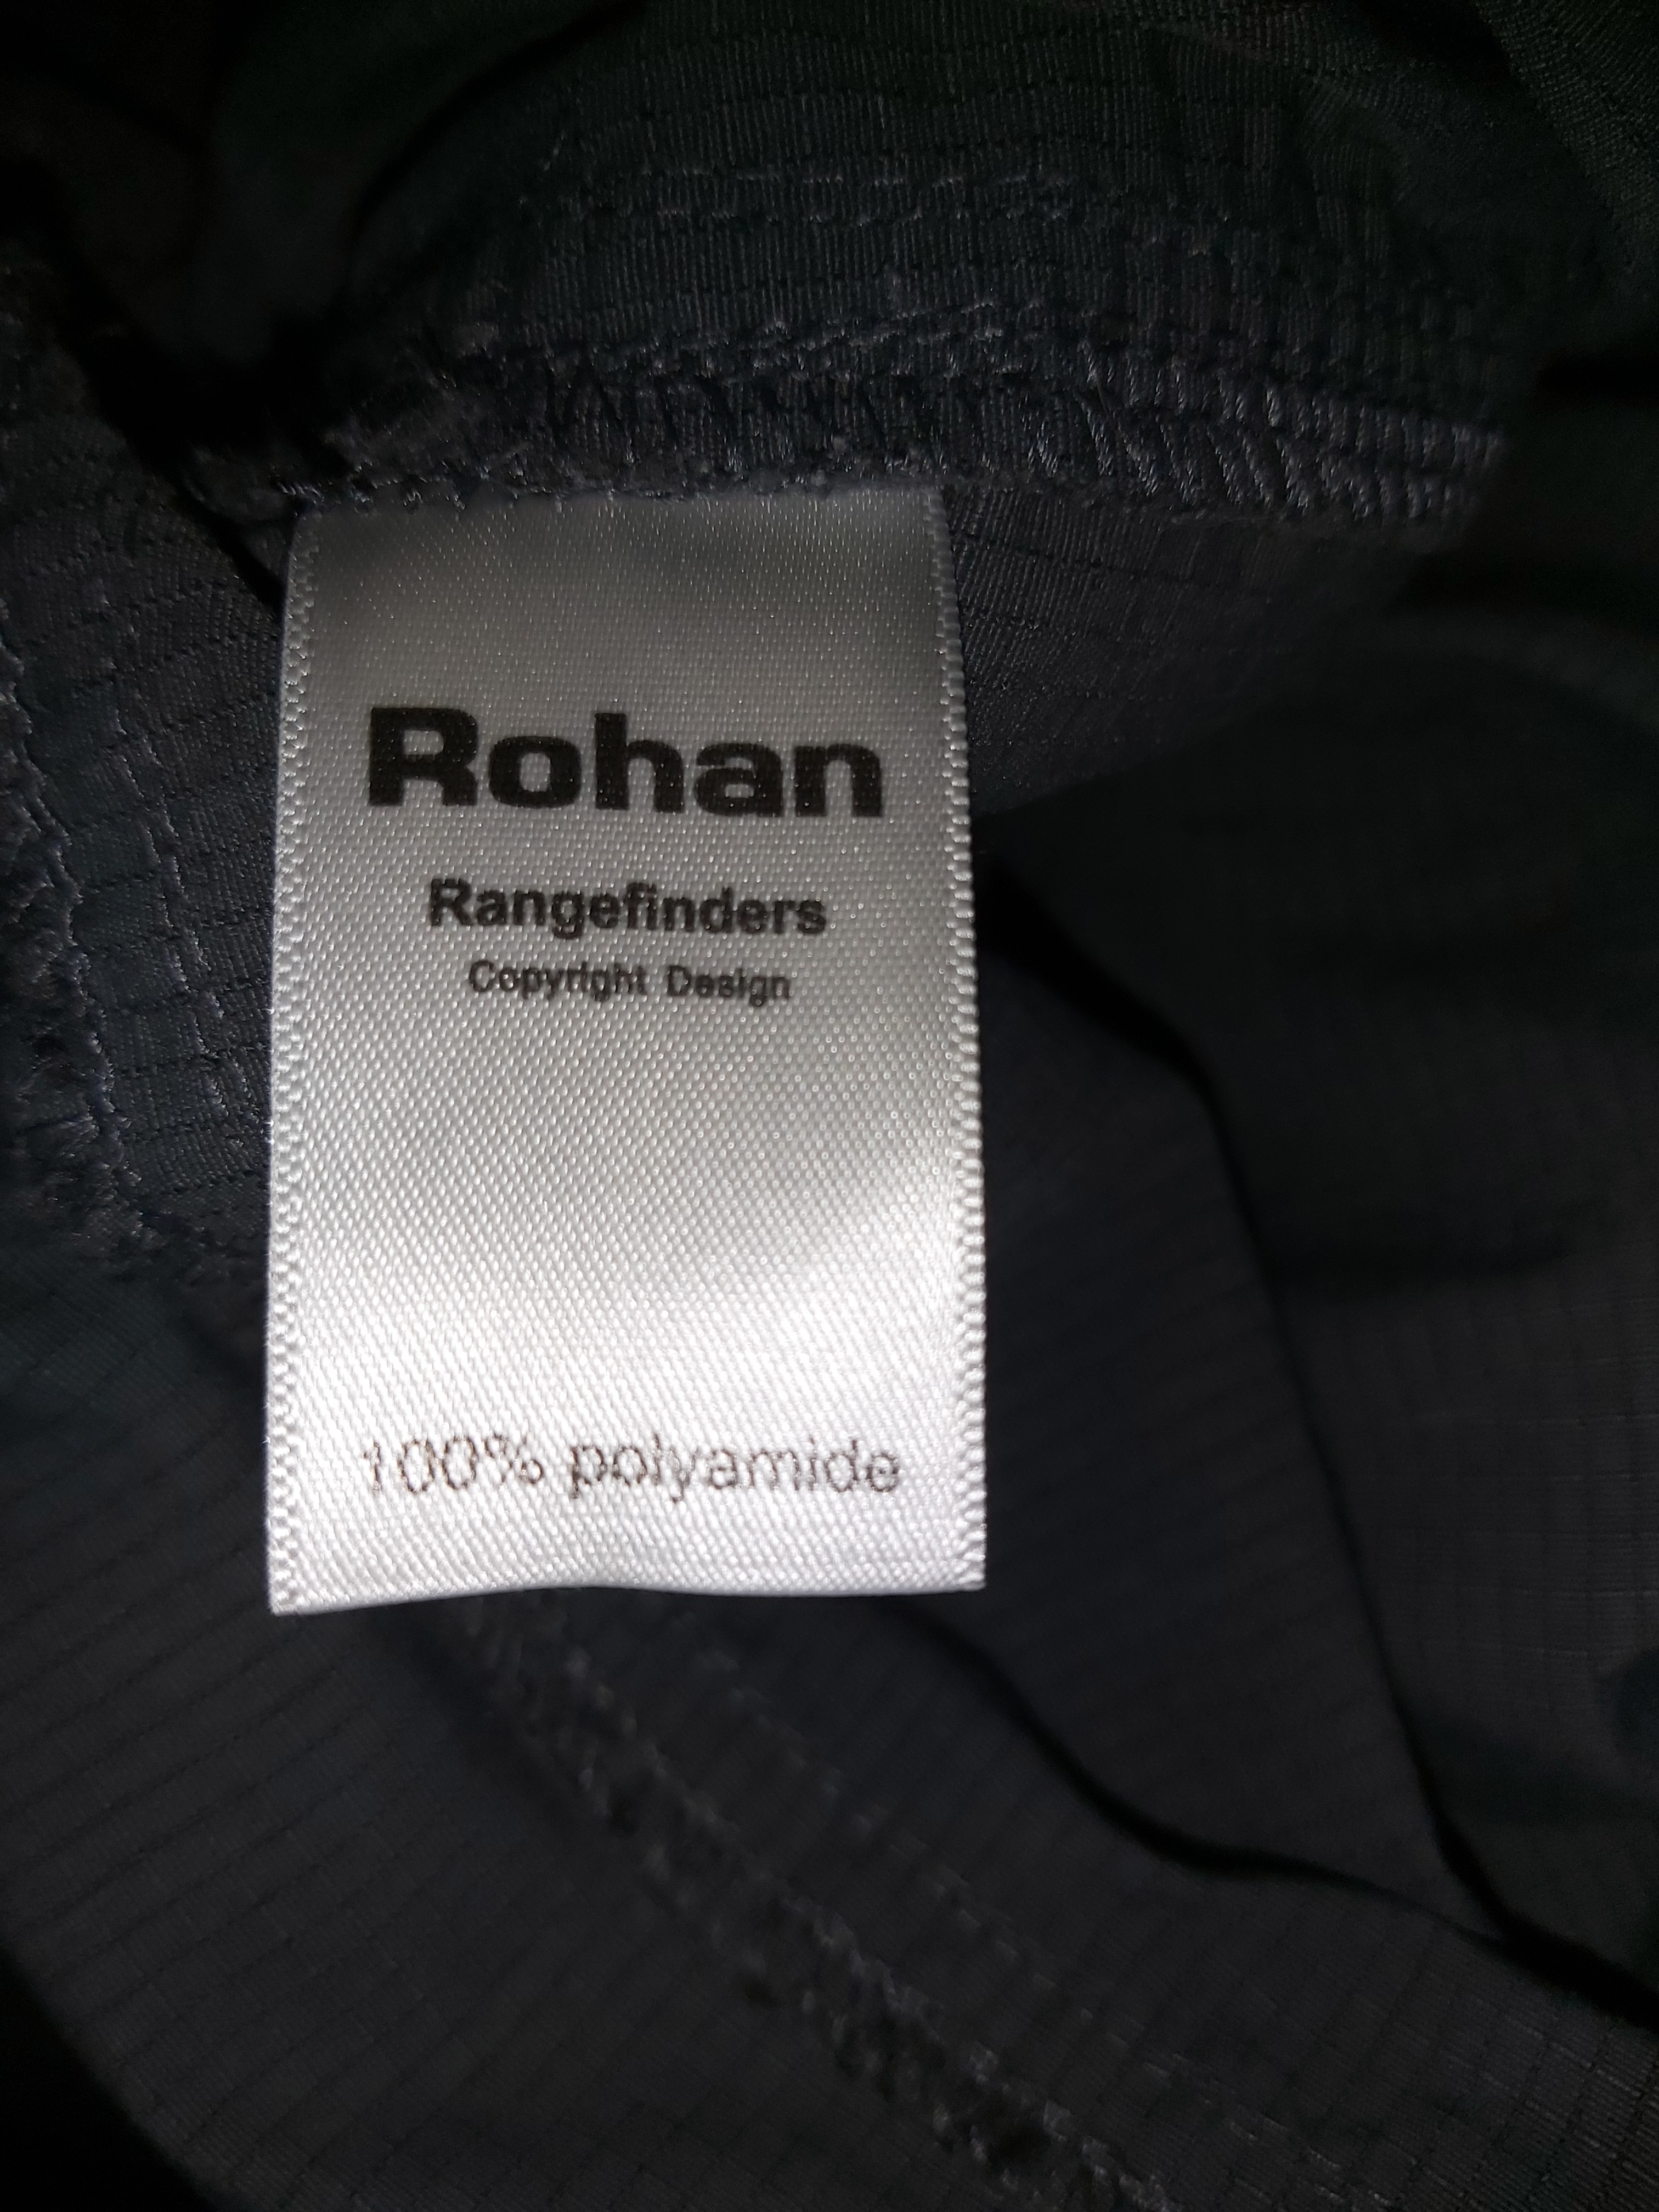 Rohan
Rangefinders
Copyright Design
100% polyamide